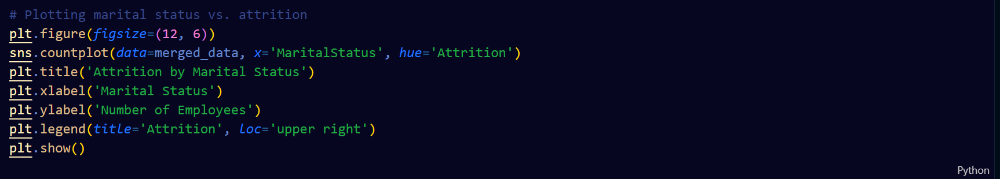 # Plotting marital status vs. attrition
plt.figure(figsize=(12, 6))
sns.countplot(data=merged_data, x='MaritalStatus', hue='Attrition')
plt.title('Attrition by Marital Status')
plt.xlabel('Marital Status')
plt.ylabel('Number of Employees')
plt.legend(title='Attrition', loc='upper right')
plt.show()
Python